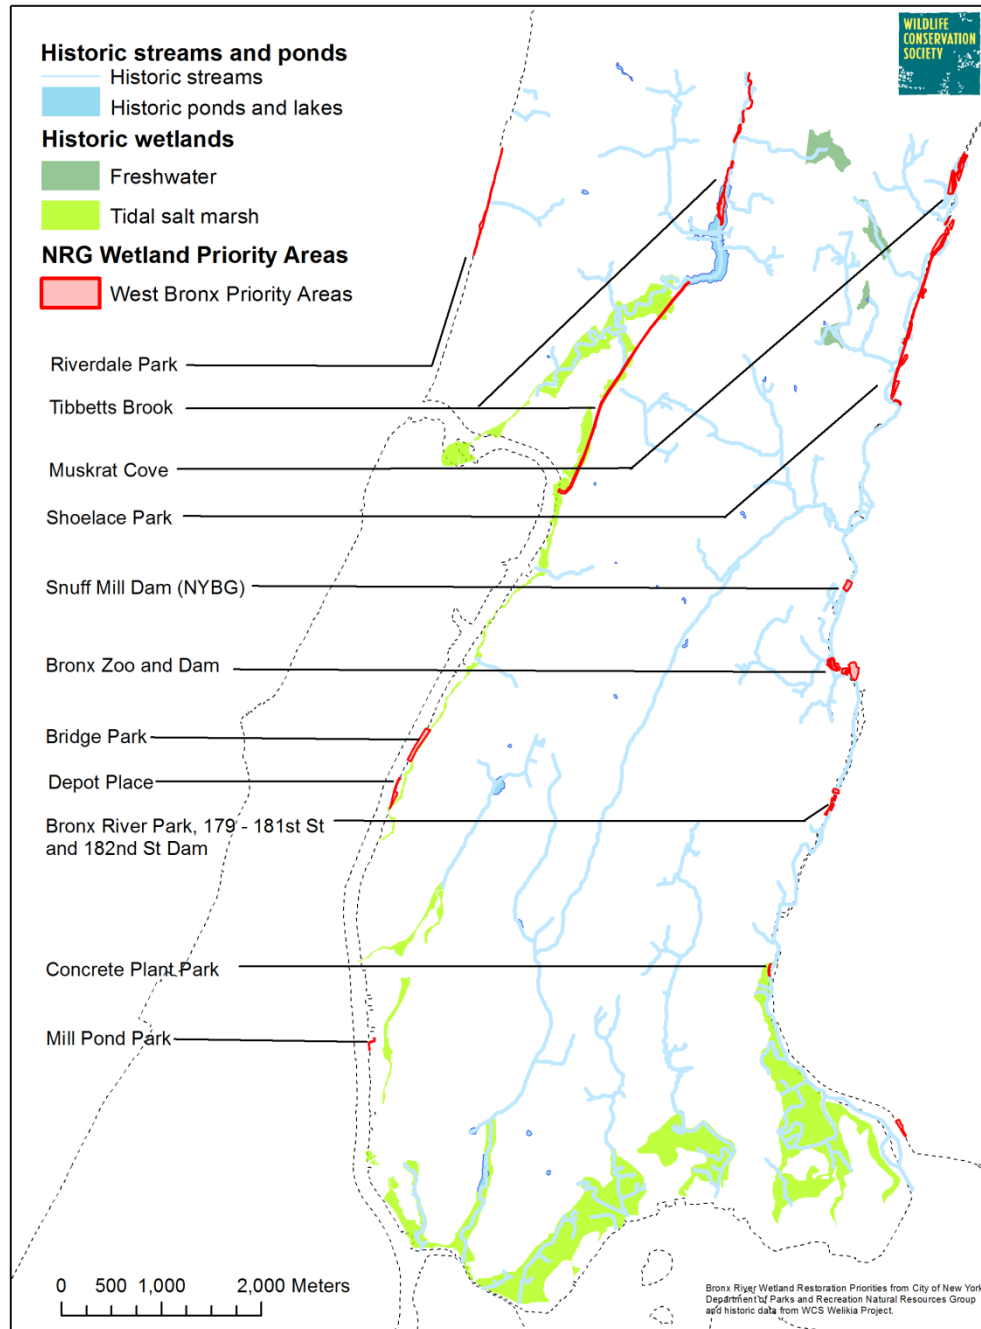 WILDLIFE
CONSERVATION
SOCIETY
Historic streams and ponds
Historic streams
Historic ponds and lakes
Historic wetlands
Freshwater
Tidal salt marsh
NRG Wetland Priority Areas
West Bronx Priority Areas
Riverdale Park
Tibbetts Brook
Muskrat Cove
Shoelace Park
Snuff Mill Dam (NYBG)
Bronx Zoo and Dam
Bridge Park
Depot Place
Bronx River Park, 179 - 181st St
and 182nd St Dam
Concrete Plant Park
Mill Pond Park
0 500 1,000 2,000 Meters
Bronx River Wetland Restoration Priorities from City of New York
Department of Parks and Recreation Natural Resources Group
and historic data from WCS Welikia Project.